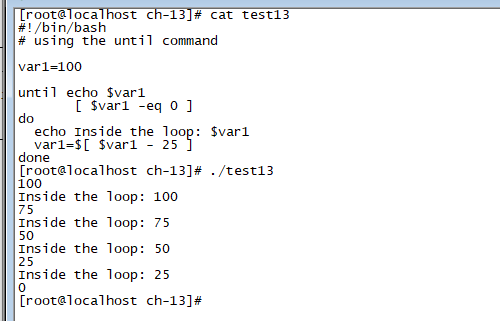 [root@localhost ch-13]# cat test13
#!/bin/bash
# using the until command
var1=100
until echo $var1
[ $var1 -eq 0 ]
do
echo Inside the loop: $var1
var1=$[ $var1 - 25 ]
done
[root@localhost ch-13]# ./test13
100
Inside the loop: 100
75
Inside the loop: 75
50
Inside the loop: 50
25
Inside the loop: 25
0
[root@localhost ch-13]#